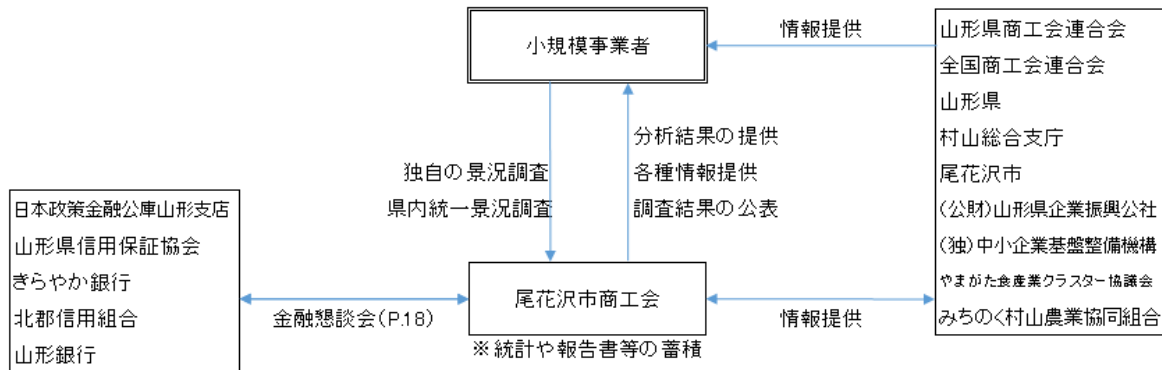 小規模事業者
情報提供
山形県商工会連合会
全国商工会連合会
山形県
村山総合支庁
尾花沢市
(公財)山形県企業振興公社
(独)中小企業基盤整備機構
やまがた食産業クラスター協議会
みちのく村山農業協同組合
独自の景況調査
県内統一景況調査
分析結果の提供
各種情報提供
調査結果の公表
日本政策金融公庫山形支店
山形県信用保証協会
きらやか銀行
北郡信用組合
山形銀行
金融懇談会(P.18)
尾花沢市商工会
※統計や報告書等の蓄積
情報提供